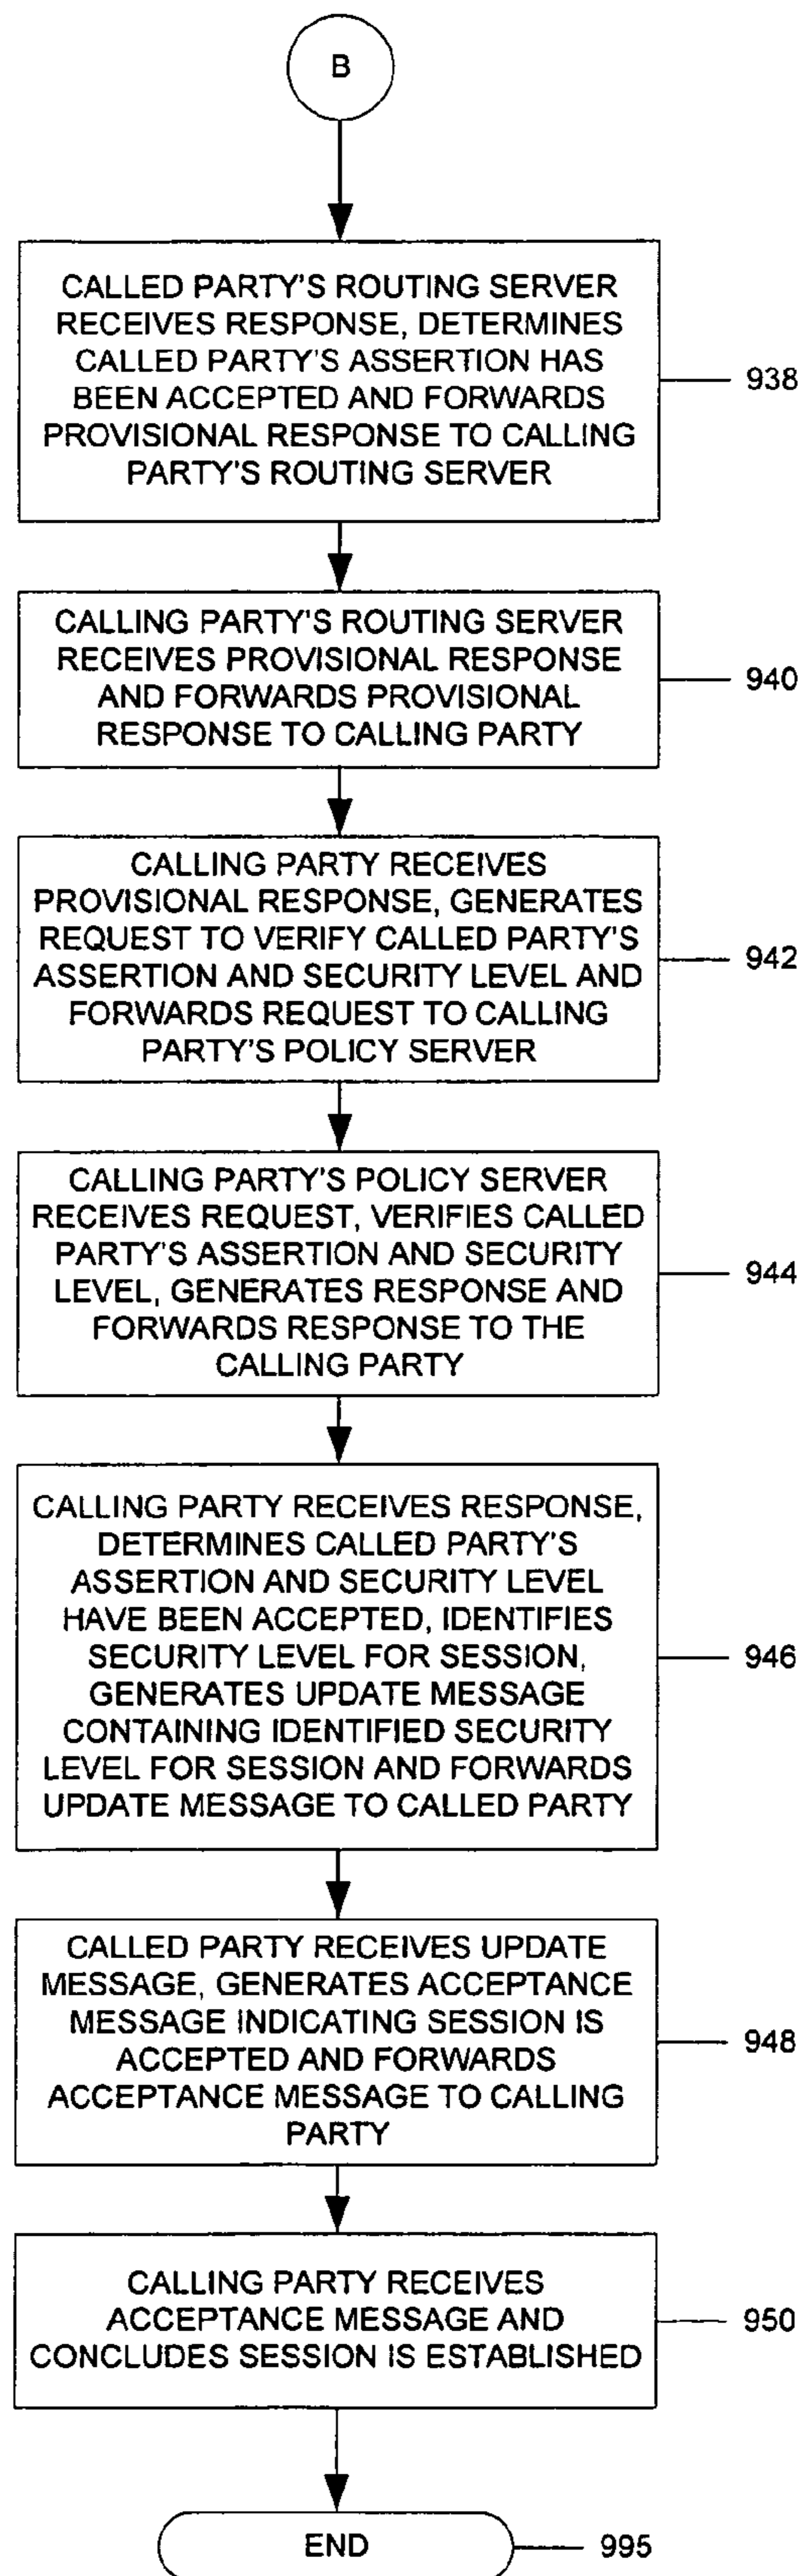 B
CALLED PARTY'S ROUTING SERVER
RECEIVES RESPONSE, DETERMINES
CALLED PARTY'S ASSERTION HAS
BEEN ACCEPTED AND FORWARDS
PROVISIONAL RESPONSE TO CALLING
PARTY'S ROUTING SERVER
938
CALLING PARTY'S ROUTING SERVER
RECEIVES PROVISIONAL RESPONSE
AND FORWARDS PROVISIONAL
RESPONSE TO CALLING PARTY
940
CALLING PARTY RECEIVES
PROVISIONAL RESPONSE, GENERATES
REQUEST TO VERIFY CALLED PARTY'S
ASSERTION AND SECURITY LEVEL AND
FORWARDS REQUEST TO CALLING
PARTY'S POLICY SERVER
942
CALLING PARTY'S POLICY SERVER
RECEIVES REQUEST, VERIFIES CALLED
PARTY'S ASSERTION AND SECURITY
LEVEL, GENERATES RESPONSE AND
FORWARDS RESPONSE TO THE
CALLING PARTY
944
CALLING PARTY RECEIVES RESPONSE,
DETERMINES CALLED PARTY'S
ASSERTION AND SECURITY LEVEL
HAVE BEEN ACCEPTED, IDENTIFIES
SECURITY LEVEL FOR SESSION,
GENERATES UPDATE MESSAGE
CONTAINING IDENTIFIED SECURITY
LEVEL FOR SESSION AND FORWARDS
UPDATE MESSAGE TO CALLED PARTY
946
CALLED PARTY RECEIVES UPDATE
MESSAGE, GENERATES ACCEPTANCE
MESSAGE INDICATING SESSION IS
ACCEPTED AND FORWARDS
ACCEPTANCE MESSAGE TO CALLING
PARTY
948
CALLING PARTY RECEIVES
ACCEPTANCE MESSAGE AND
CONCLUDES SESSION IS ESTABLISHED
950
END
995